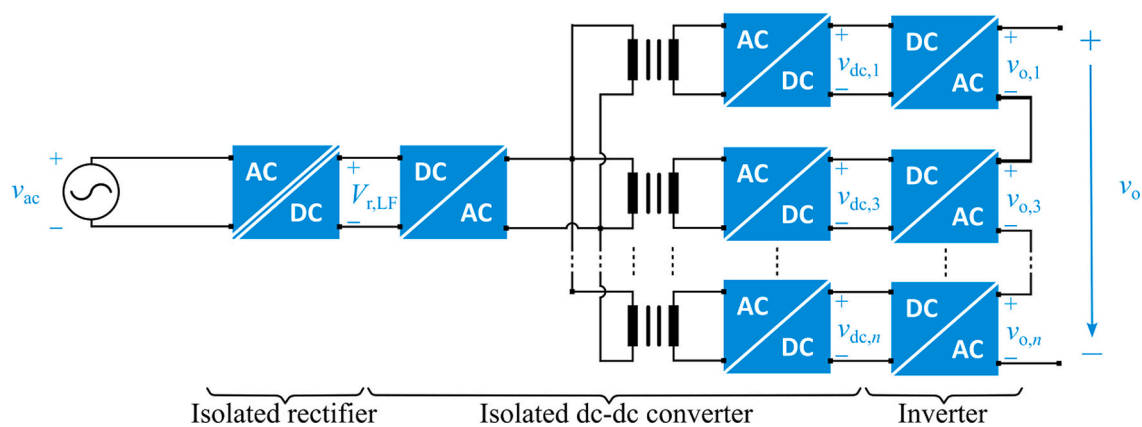 AC
DC
+
v_dc,1
−
DC
AC
+
v_o,1
−
+
v_ac
−
AC
DC
+
V_r,LF
−
DC
AC
AC
DC
+
v_dc,3
−
DC
AC
+
v_o,3
−
AC
DC
+
v_dc,n
−
DC
AC
+
v_o,n
−
+
v_o
−
Isolated rectifier
Isolated dc-dc converter
Inverter